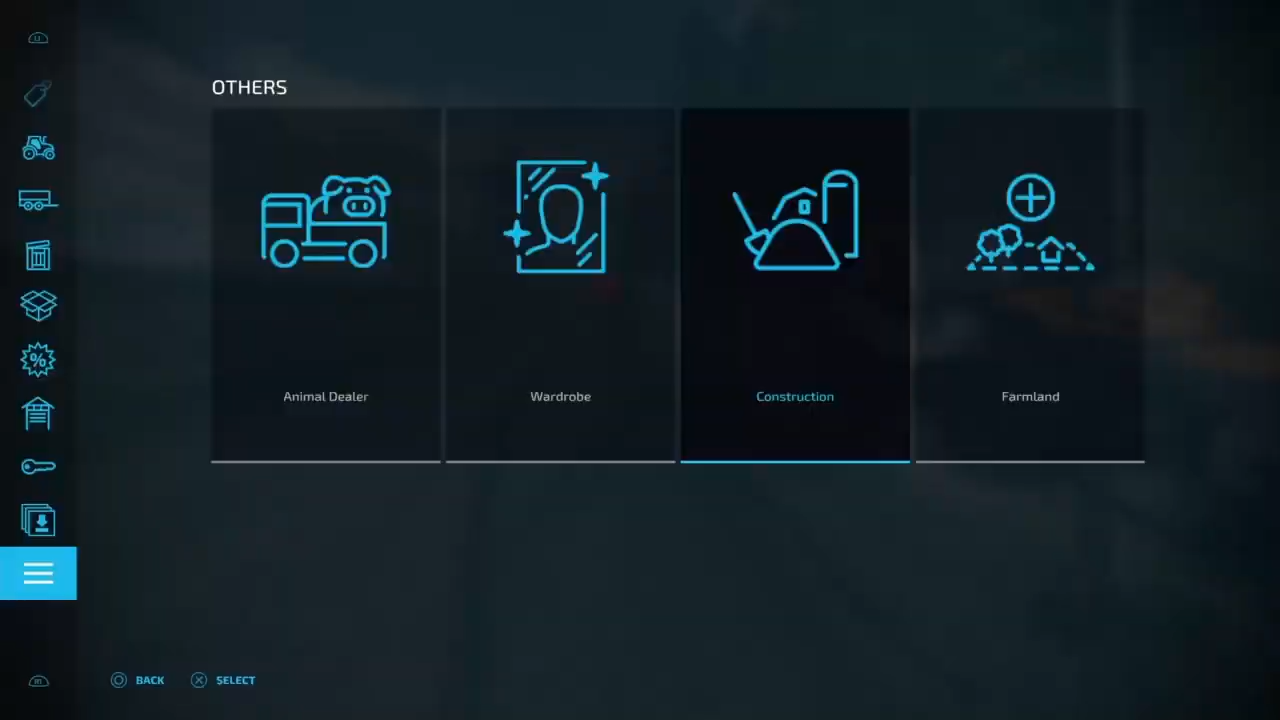 OTHERS
Animal Dealer
Wardrobe
Construction
Farmland
BACK
SELECT